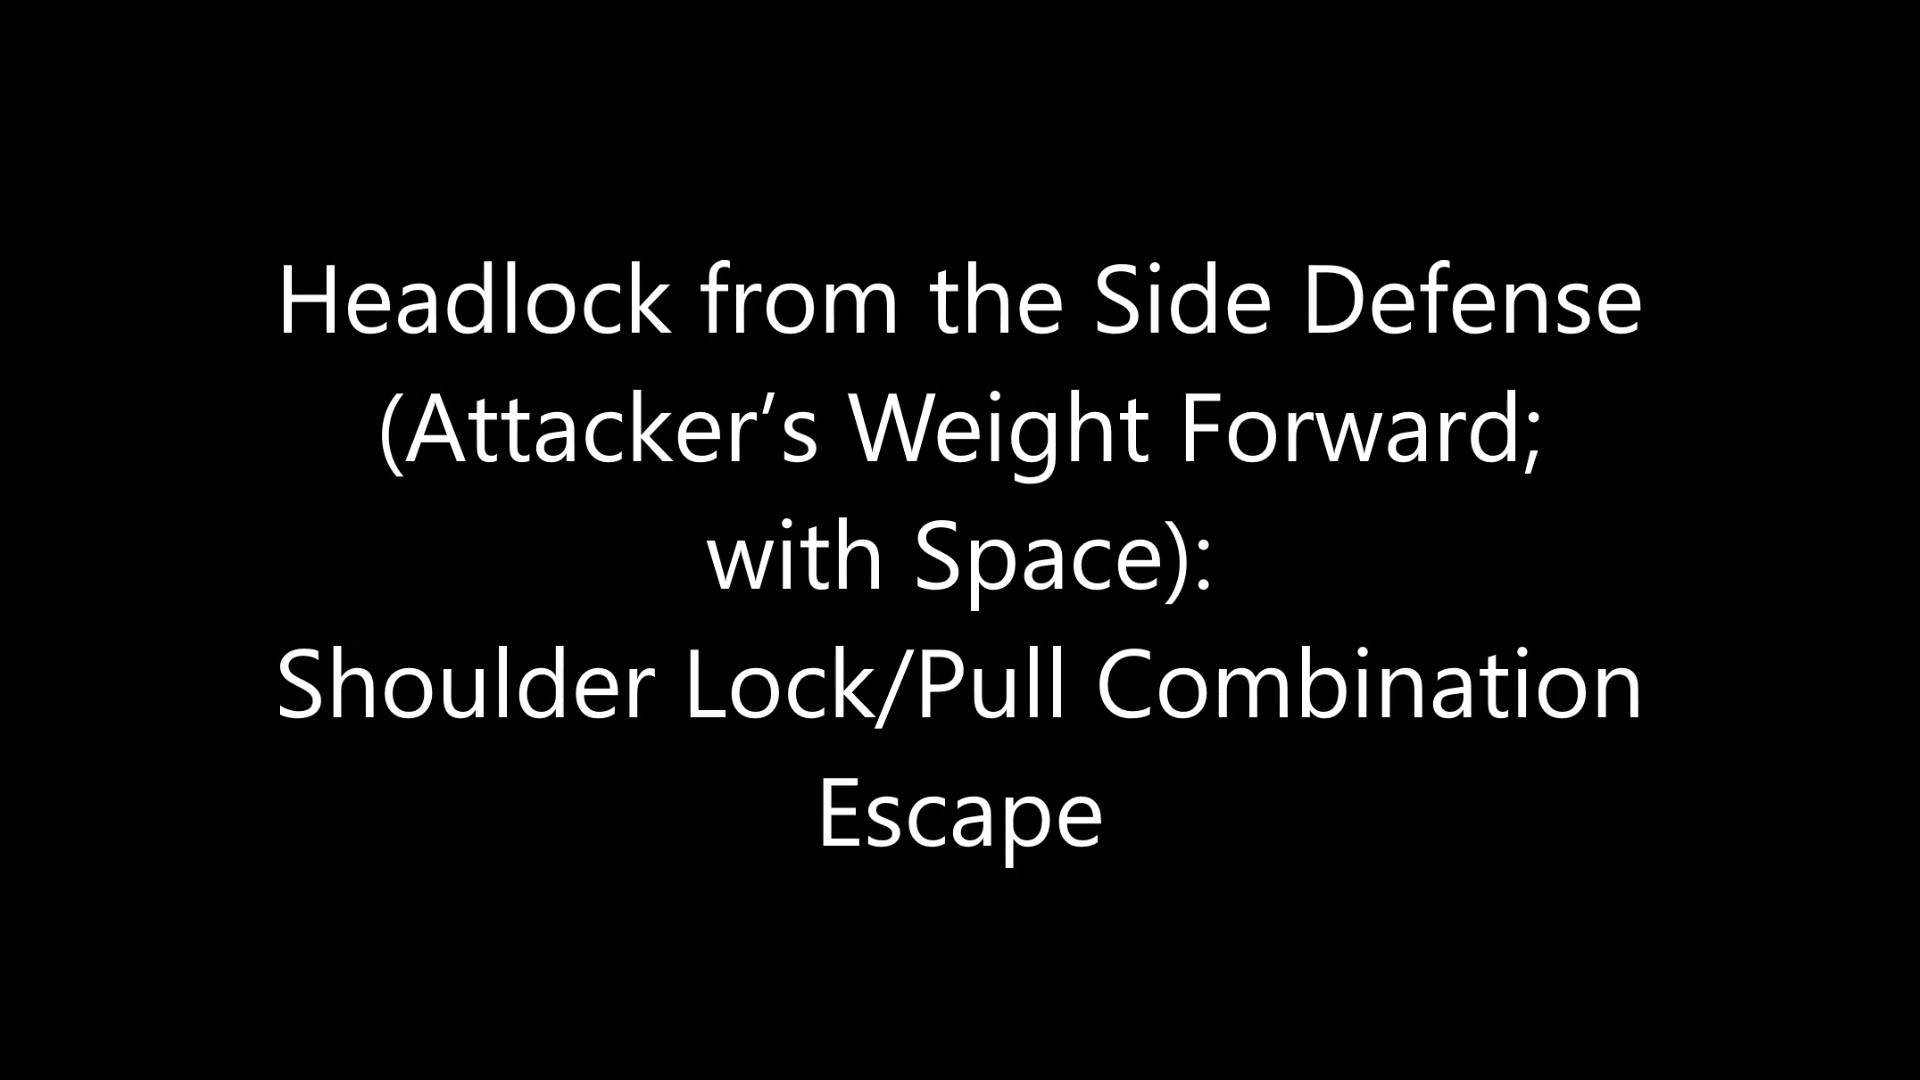 Headlock from the Side Defense
(Attacker’s Weight Forward;
with Space):
Shoulder Lock/Pull Combination
Escape